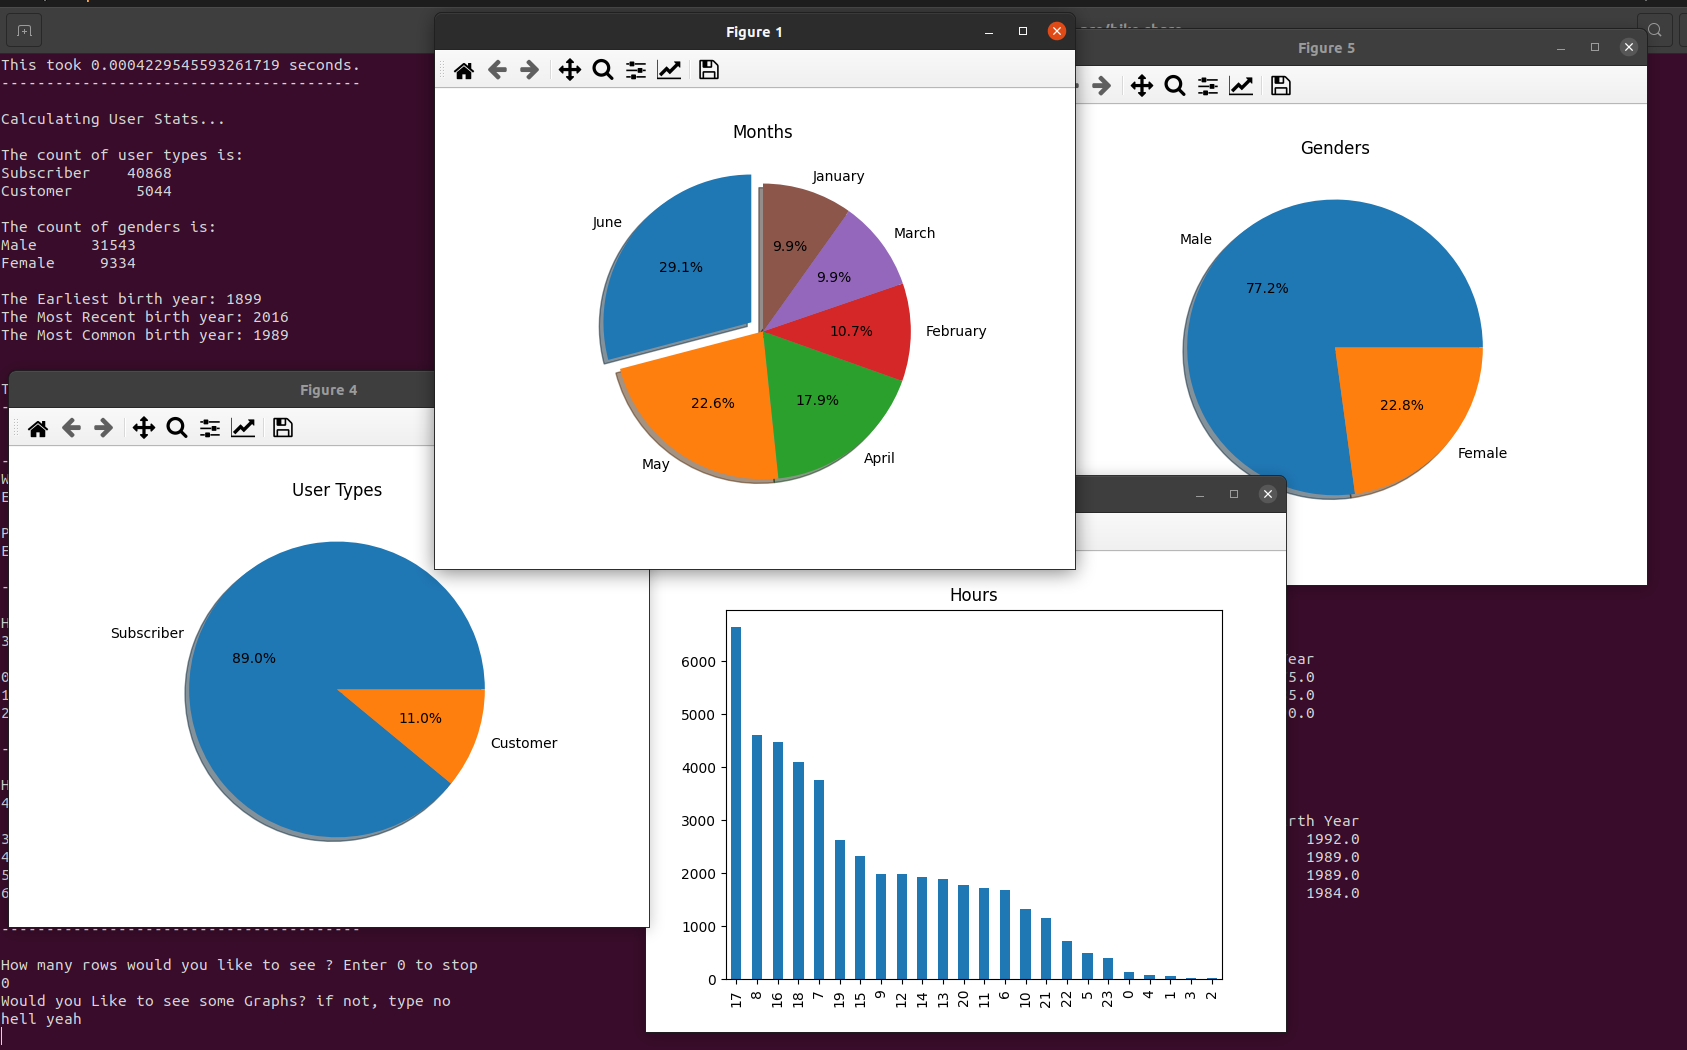 This took 0.0004229545593261719 seconds.
----------------------------------------
Calculating User Stats...
The count of user types is:
Subscriber 40868
Customer 5044
The count of genders is:
Male 31543
Female 9334
The Earliest birth year: 1899
The Most Recent birth year: 2016
The Most Common birth year: 1989
Figure 1
Months
January
March
February
April
May
June
29.1%
9.9%
9.9%
10.7%
17.9%
22.6%
Figure 5
Genders
Male
77.2%
22.8%
Female
Figure 4
User Types
Subscriber
89.0%
11.0%
Customer
Hours
6000
5000
4000
3000
2000
1000
0
17 8 16 18 7 19 15 9 12 14 13 20 11 6 10 21 22 5 23 0 4 1 3 2
5.0
5.0
0.0
Year
1992.0
1989.0
1989.0
1984.0
----------------------------------------
How many rows would you like to see ? Enter 0 to stop
0
Would you Like to see some Graphs? if not, type no
hell yeah